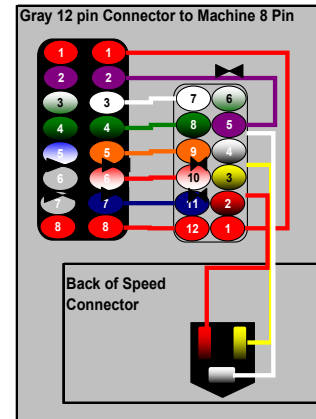 Gray 12 pin Connector to Machine 8 Pin
1 1
2 2
3 3 7 6
4 4 8 5
5 5 9 4
6 6 10 3
7 7 11 2
8 8 12 1
Back of Speed
Connector